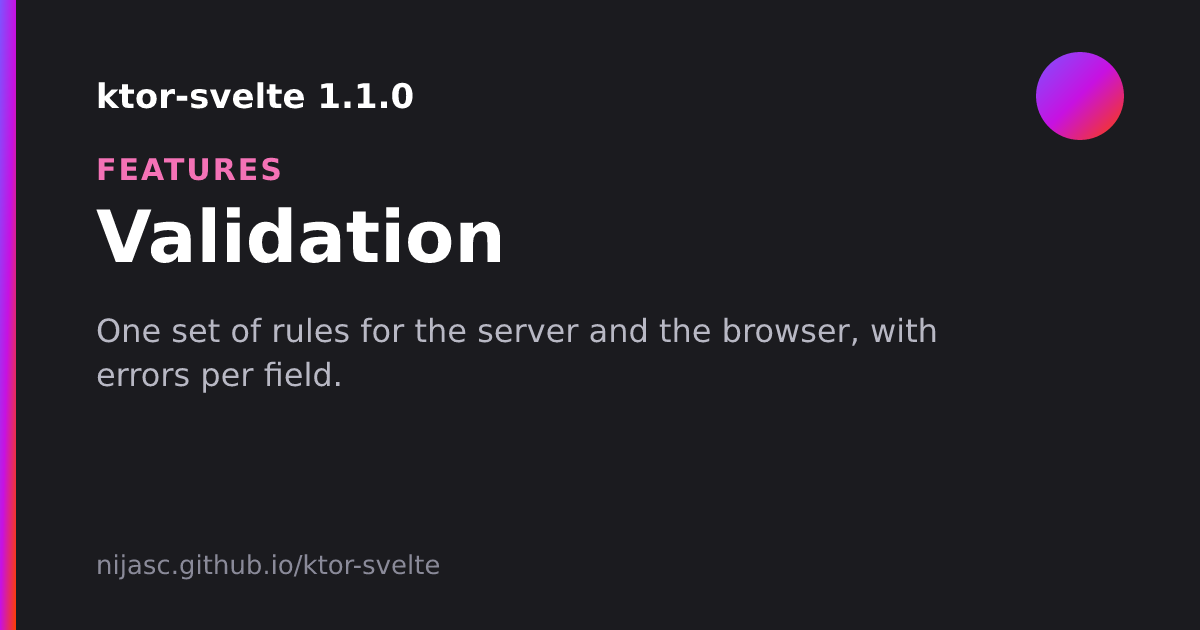 ktor-svelte 1.1.0
FEATURES
Validation
One set of rules for the server and the browser, with
errors per field.
nijasc.github.io/ktor-svelte